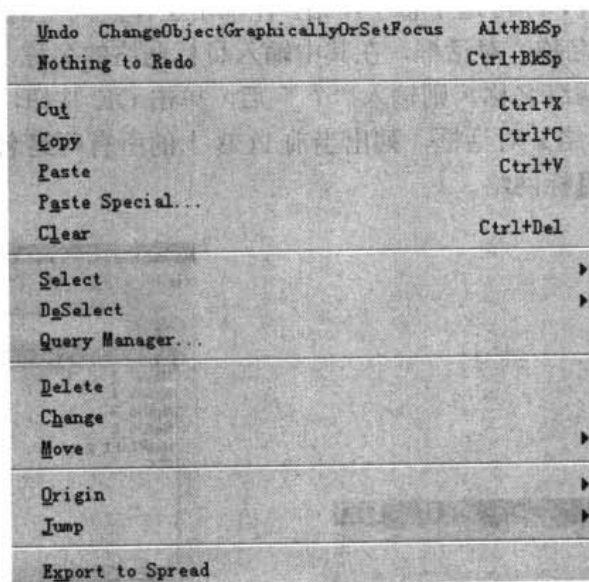 Undo ChangeObjectGraphicallyOrSetFocus Alt+BkSp
Nothing to Redo Ctrl+BkSp
Cut Ctrl+X
Copy Ctrl+C
Paste Ctrl+V
Paste Special...
Clear Ctrl+Del
Select
DeSelect
Query Manager...
Delete
Change
Move
Origin
Jump
Export to Spread